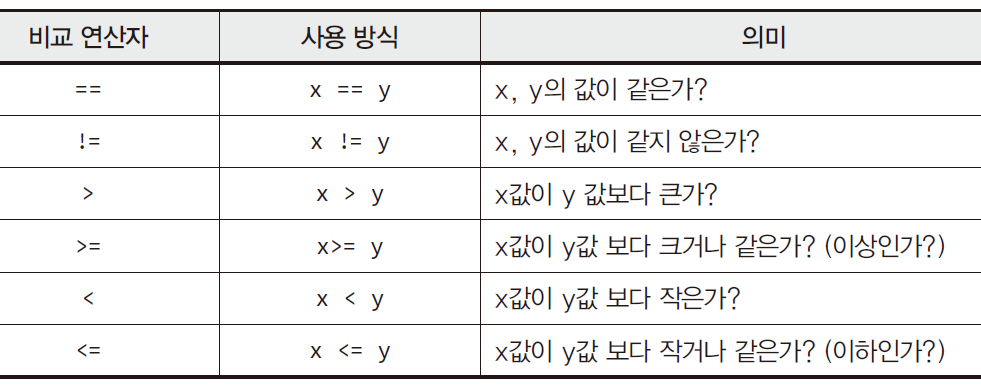 비교 연산자 사용 방식 의미
== x == y x, y의 값이 같은가?
!= x != y x, y의 값이 같지 않은가?
> x > y x값이 y 값보다 큰가?
>= x>= y x값이 y값 보다 크거나 같은가? (이상인가?)
< x < y x값이 y값 보다 작은가?
<= x <= y x값이 y값 보다 작거나 같은가? (이하인가?)